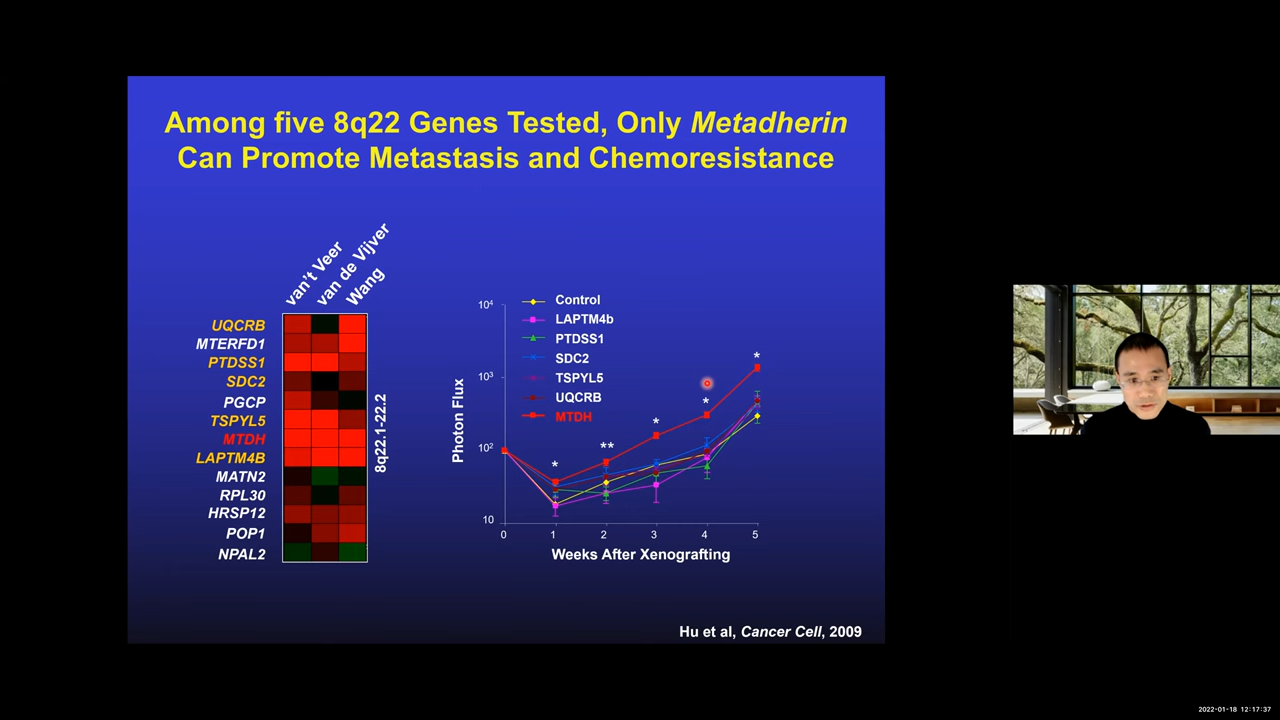 Among five 8q22 Genes Tested, Only Metadherin
Can Promote Metastasis and Chemoresistance
van't Veer
van de Vijver
Wang
UQCRB
MTERFD1
PTDSS1
SDC2
PGCP
TSPYL5
MTDH
LAPTM4B
MATN2
RPL30
HRSP12
POP1
NPAL2
8q22.1-22.2
Photon Flux
10⁴
10³
10²
10
Control
LAPTM4b
PTDSS1
SDC2
TSPYL5
UQCRB
MTDH
*
**
*
*
*
0 1 2 3 4 5
Weeks After Xenografting
Hu et al, Cancer Cell, 2009
2022-01-18 12:17:37